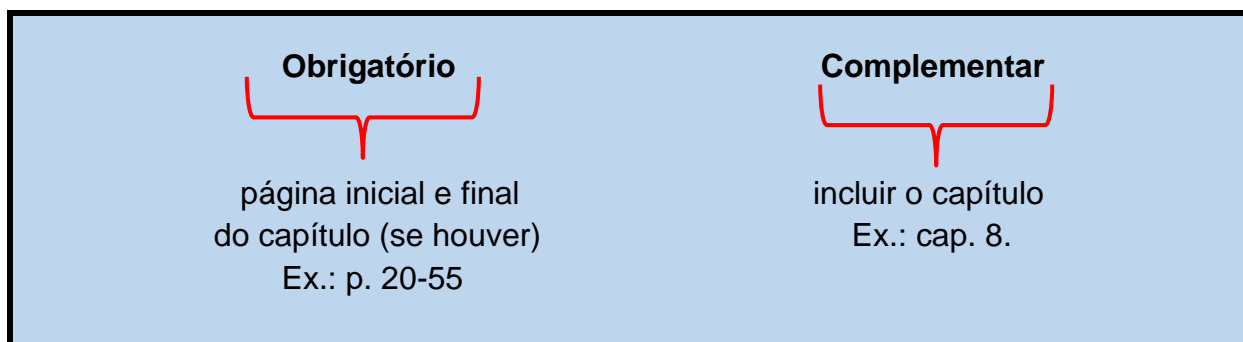 Obrigatório
página inicial e final
do capítulo (se houver)
Ex.: p. 20-55
Complementar
incluir o capítulo
Ex.: cap. 8.